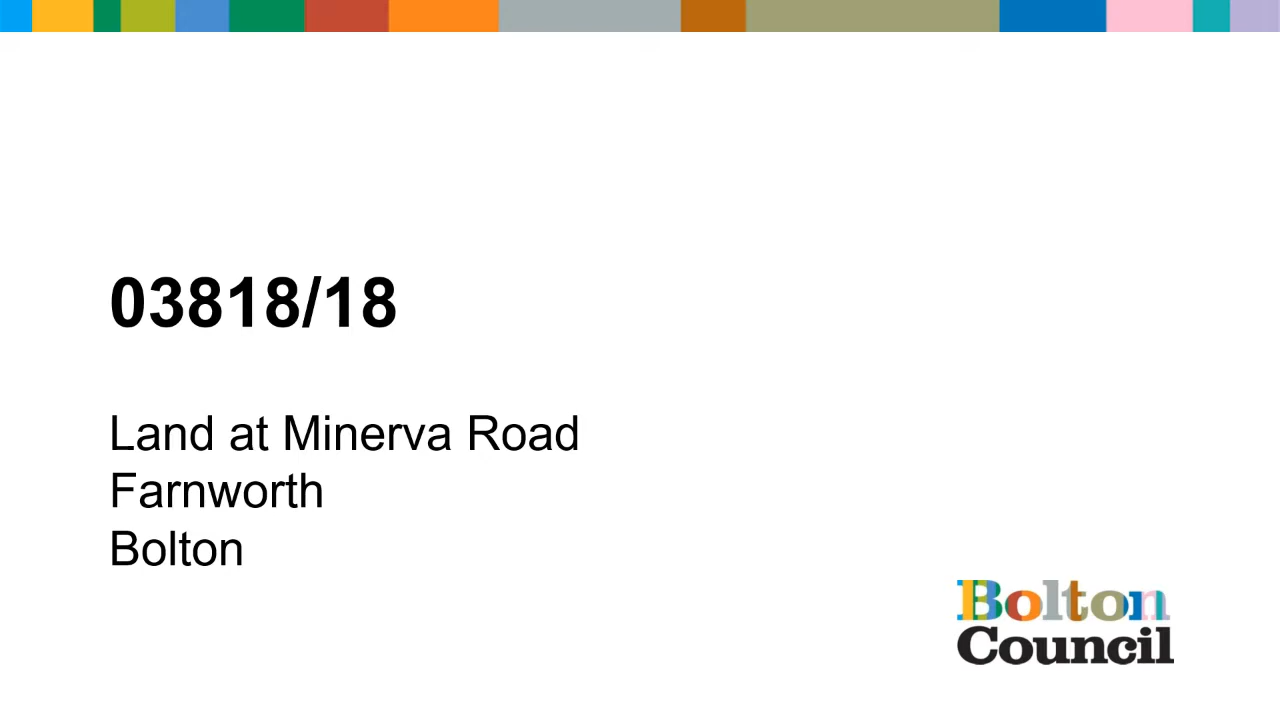 03818/18
Land at Minerva Road
Farnworth
Bolton
Bolton
Council